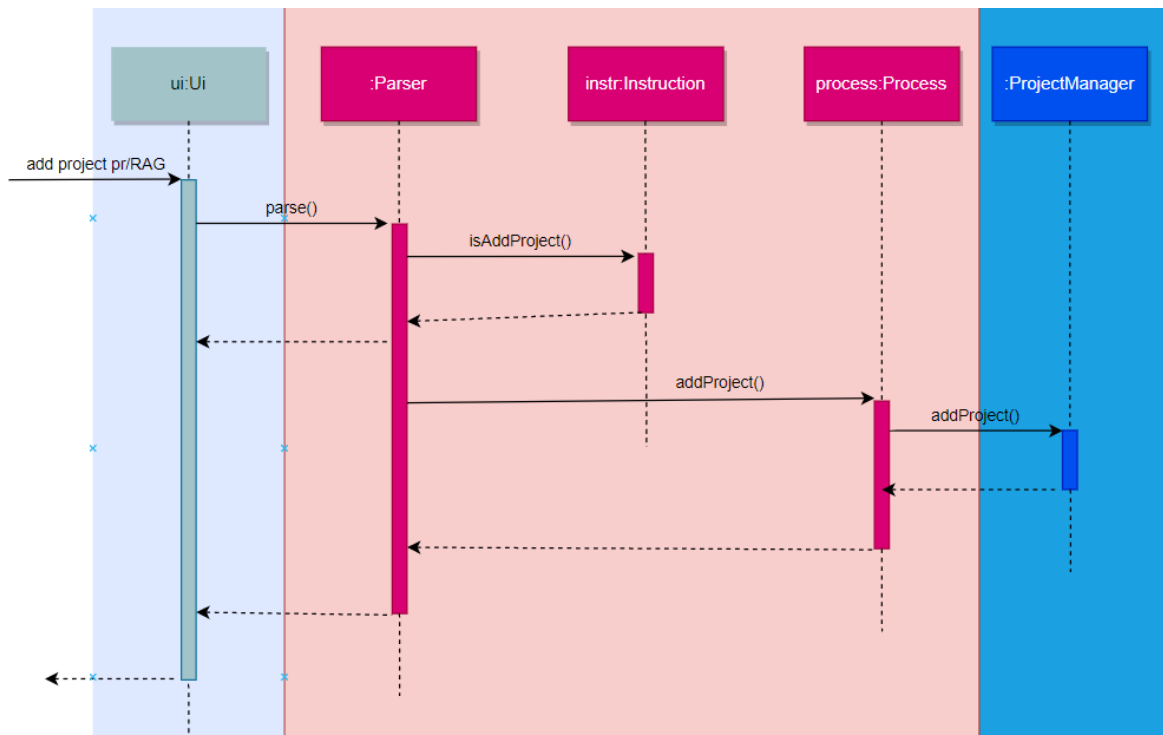 ui:Ui
:Parser
instr:Instruction
process:Process
:ProjectManager
add project pr/RAG
parse()
isAddProject()
addProject()
addProject()